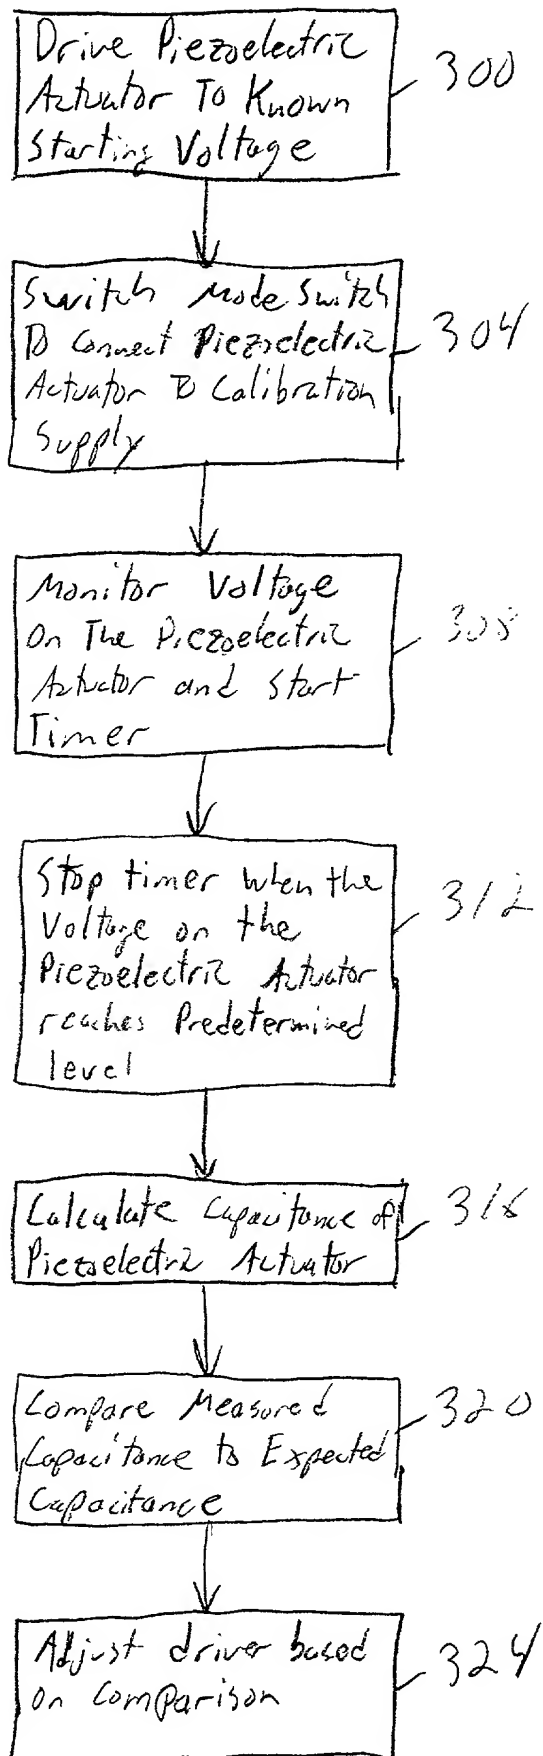 Drive Piezoelectric
Actuator To Known
Starting Voltage
300
Switch Mode Switch
To Connect Piezoelectric
Actuator To Calibration
Supply
304
Monitor Voltage
On The Piezoelectric
Actuator and Start
Timer
308
Stop timer when the
Voltage on the
Piezoelectric Actuator
reaches Predetermined
level
312
Calculate Capacitance of
Piezoelectric Actuator
316
Compare Measured
Capacitance to Expected
Capacitance
320
Adjust driver based
On Comparison
324